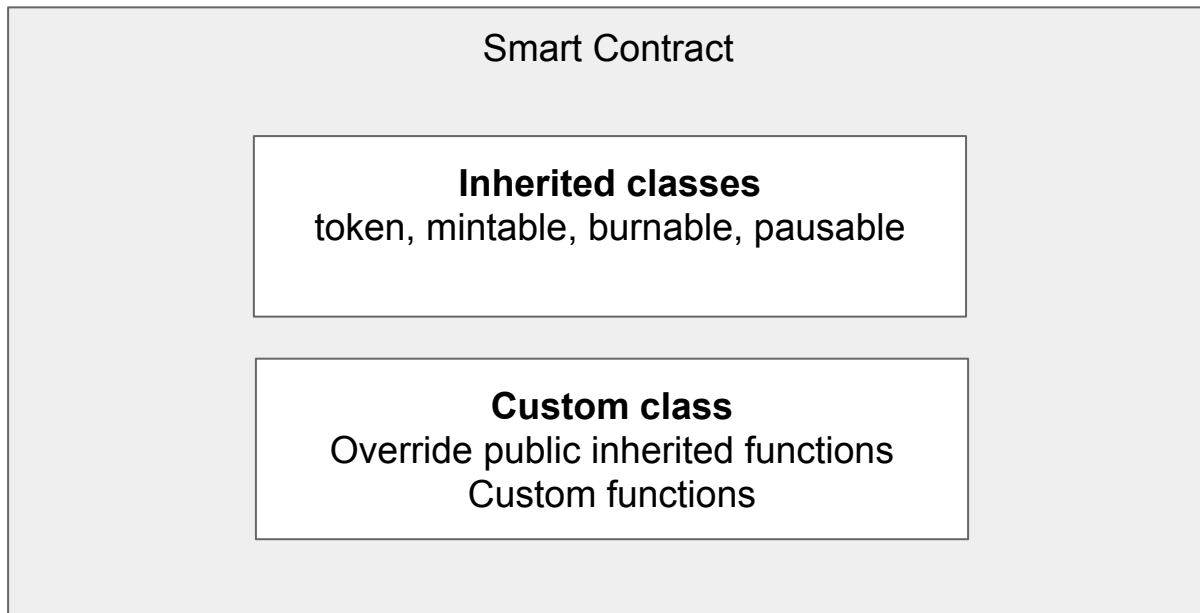 Smart Contract
Inherited classes
token, mintable, burnable, pausable
Custom class
Override public inherited functions
Custom functions